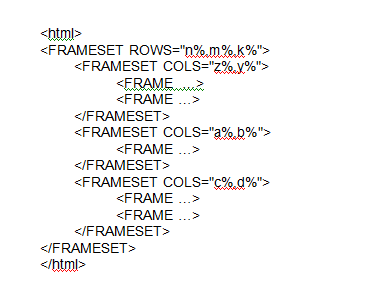 <html>
<FRAMESET ROWS="n%,m%,k%">
<FRAMESET COLS="z%,y%">
<FRAME …>
<FRAME …>
</FRAMESET>
<FRAMESET COLS="a%,b%">
<FRAME …>
</FRAMESET>
<FRAMESET COLS="c%,d%">
<FRAME …>
<FRAME …>
</FRAMESET>
</FRAMESET>
</html>